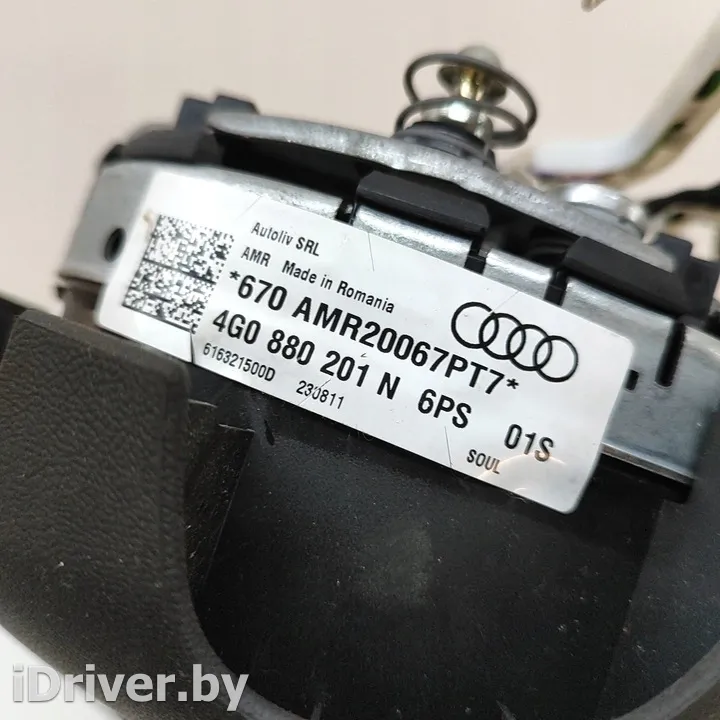 Autoliv SRL
AMR Made in Romania
*670 AMR20067PT7*
4G0 880 201 N 6PS 01S
616321500D 230811
SOUL
iDriver.by